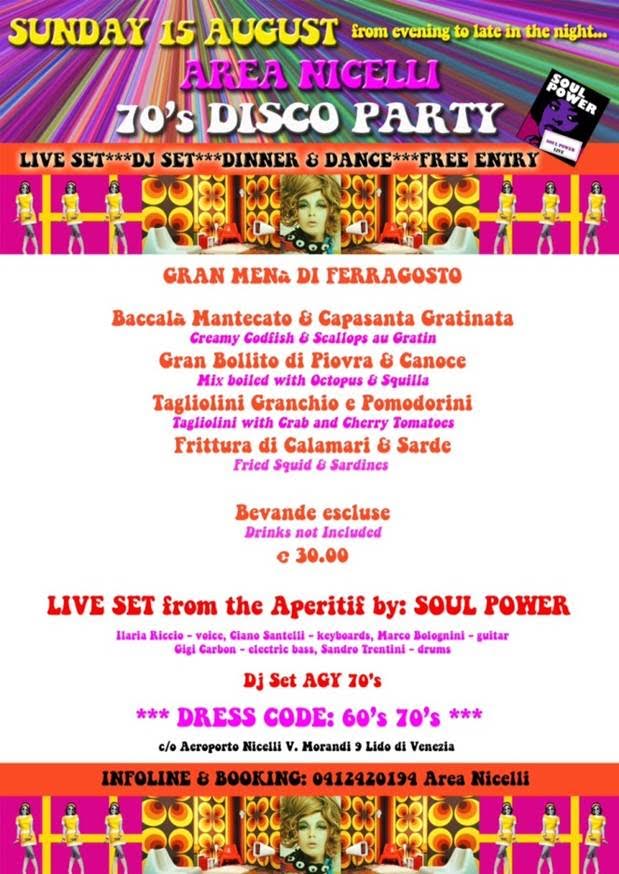 SUNDAY 15 AUGUST from evening to late in the night...
AREA NICELLI
70's DISCO PARTY
SOUL
POWER
SOUL POWER
LIVE
LIVE SET***DJ SET***DINNER & DANCE***FREE ENTRY
GRAN MENà DI FERRAGOSTO
Baccalà Mantecato & Capasanta Gratinata
Creamy Codfish & Scallops au Gratin
Gran Bollito di Piovra & Canoce
Mix boiled with Octopus & Squilla
Tagliolini Granchio e Pomodorini
Tagliolini with Crab and Cherry Tomatoes
Frittura di Calamari & Sarde
Fried Squid & Sardines
Bevande escluse
Drinks not Included
€ 30.00
LIVE SET from the Aperitif by: SOUL POWER
Ilaria Riccio - voice, Ciano Santelli - keyboards, Marco Bolognini - guitar
Gigi Carbon - electric bass, Sandro Trentini - drums
Dj Set AGY 70's
*** DRESS CODE: 60's 70's ***
c/o Aeroporto Nicelli V. Morandi 9 Lido di Venezia
INFOLINE & BOOKING: 0412420194 Area Nicelli